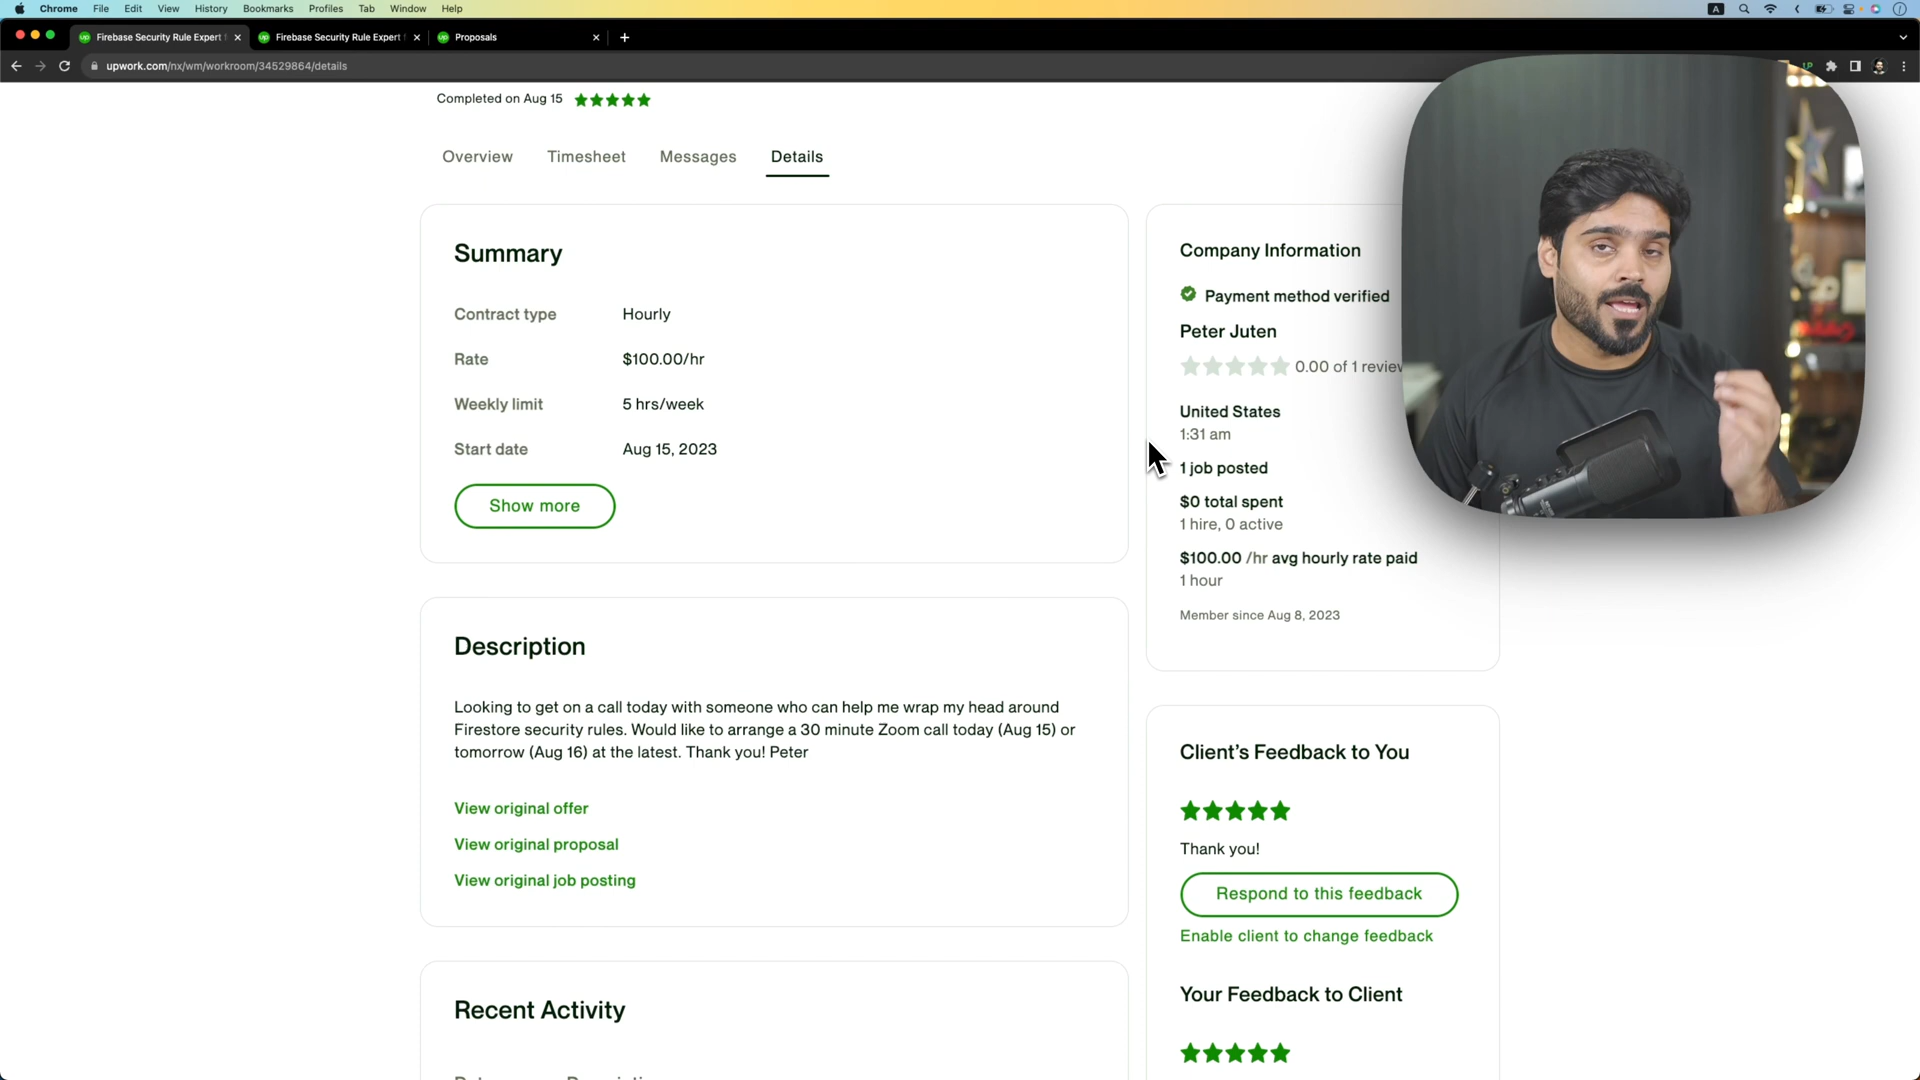 Chrome File Edit View History Bookmarks Profiles Tab Window Help
A
Firebase Security Rule Expert
Firebase Security Rule Expert
Proposals
upwork.com/nx/wm/workroom/34529864/details
Completed on Aug 15
Overview Timesheet Messages Details
Summary
Contract type Hourly
Rate $100.00/hr
Weekly limit 5 hrs/week
Start date Aug 15, 2023
Show more
Description
Looking to get on a call today with someone who can help me wrap my head around
Firestore security rules. Would like to arrange a 30 minute Zoom call today (Aug 15) or
tomorrow (Aug 16) at the latest. Thank you! Peter
View original offer
View original proposal
View original job posting
Recent Activity
Company Information
Payment method verified
Peter Juten
0.00 of 1 review
United States
1:31 am
1 job posted
$0 total spent
1 hire, 0 active
$100.00 /hr avg hourly rate paid
1 hour
Member since Aug 8, 2023
Client's Feedback to You
Thank you!
Respond to this feedback
Enable client to change feedback
Your Feedback to Client